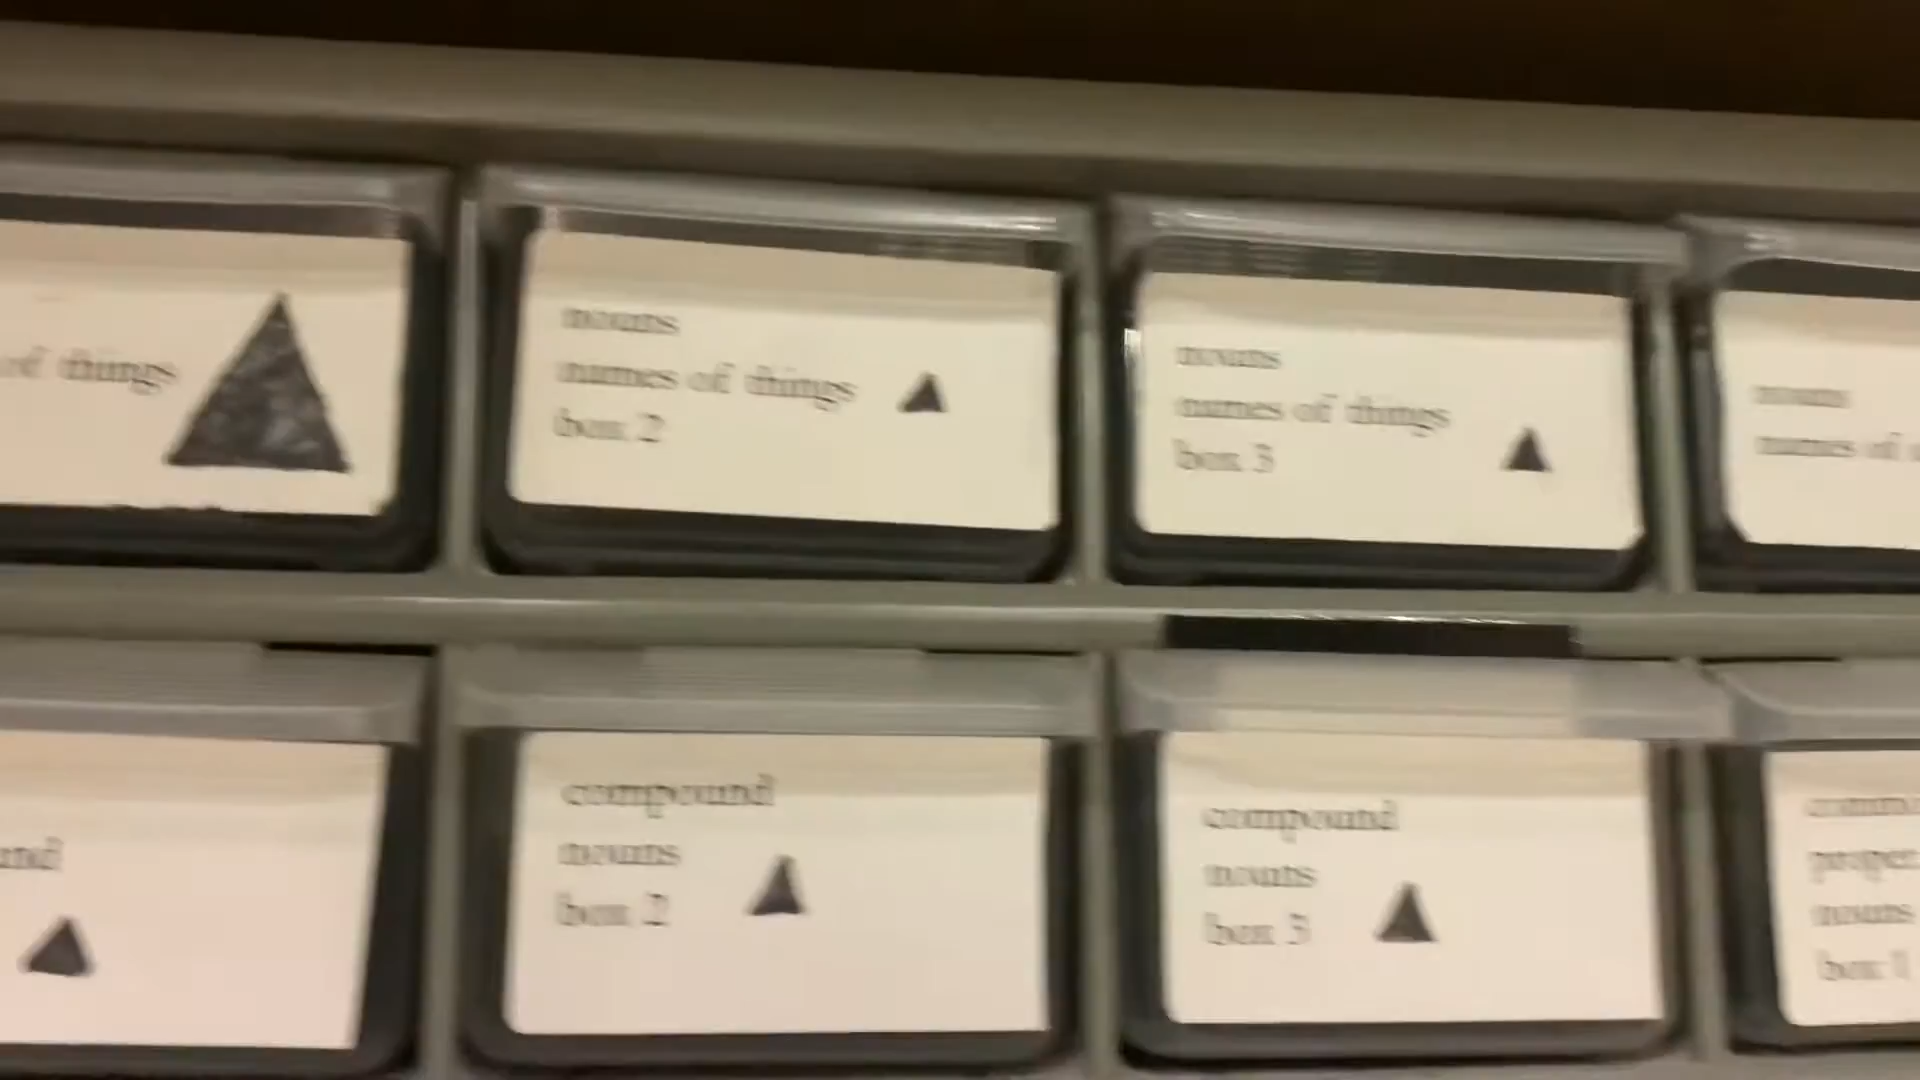 of things
nouns
names of things
box 2
nouns
names of things
box 3
nouns
names of
compound
nouns
box 2
compound
nouns
box 3
proper
nouns
box 1